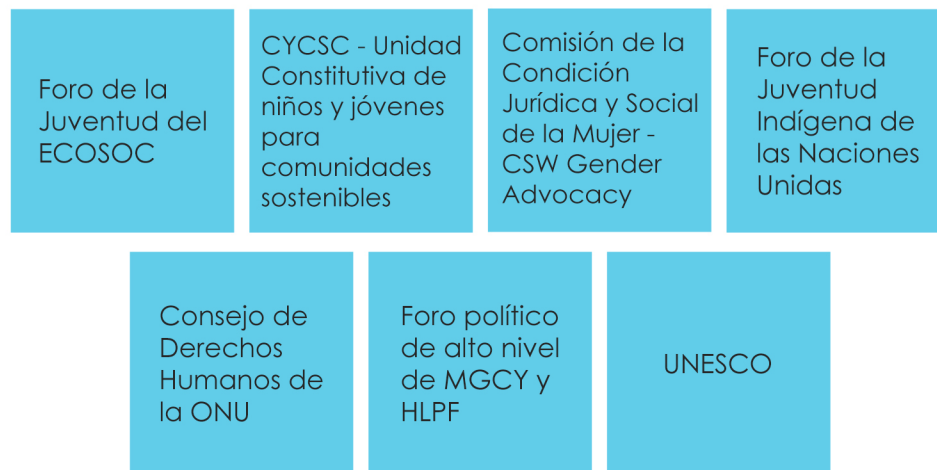 Foro de la
Juventud del
ECOSOC
CYCSC - Unidad
Constitutiva de
niños y jóvenes
para
comunidades
sostenibles
Comisión de la
Condición
Jurídica y Social
de la Mujer -
CSW Gender
Advocacy
Foro de la
Juventud
Indígena de
las Naciones
Unidas
Consejo de
Derechos
Humanos de
la ONU
Foro político
de alto nivel
de MGCY y
HLPF
UNESCO